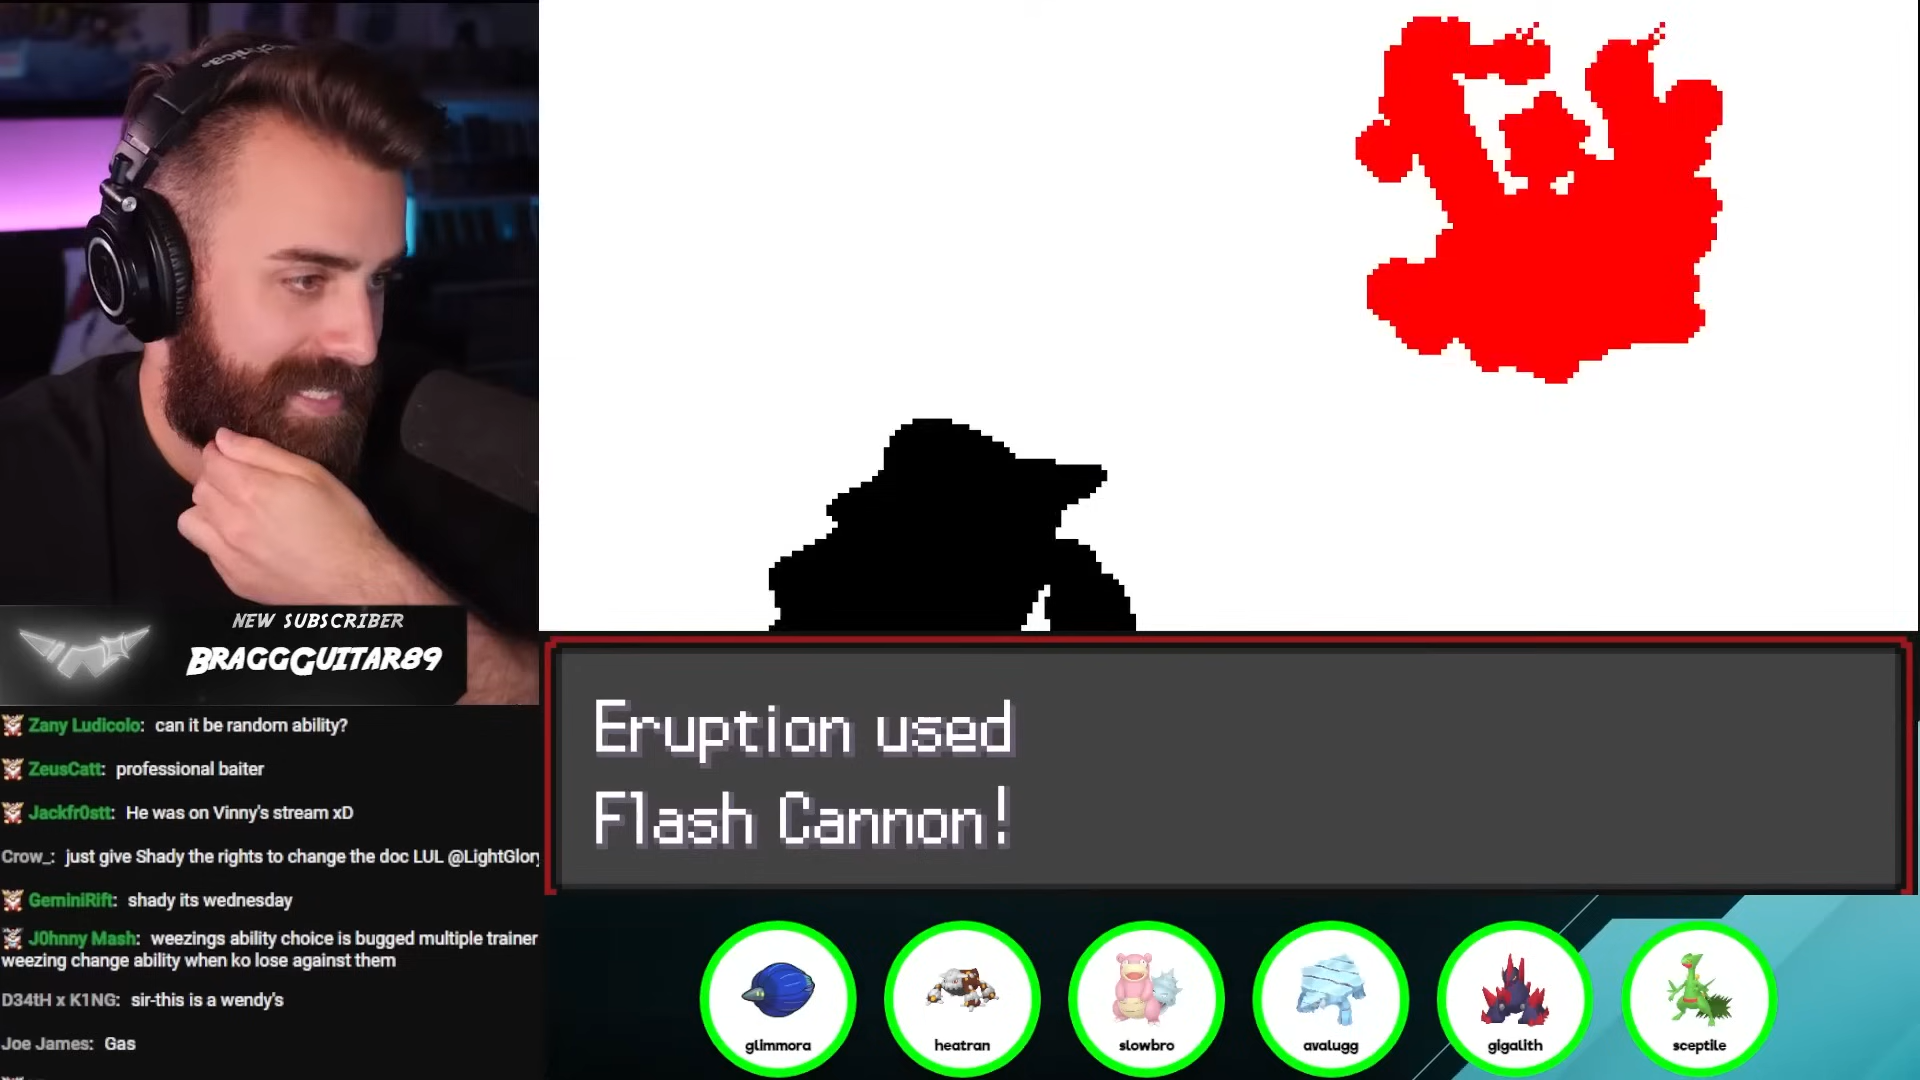 NEW SUBSCRIBER
BRAGGGUITAR89
Zany Ludicolo: can it be random ability?
ZeusCatt: professional baiter
Jackfr0stt: He was on Vinny's stream xD
Crow_: just give Shady the rights to change the doc LUL @LightGlory
GeminiRift: shady its wednesday
J0hnny Mash: weezings ability choice is bugged multiple trainer
weezing change ability when ko lose against them
D34tH x K1NG: sir-this is a wendy's
Joe James: Gas
Eruption used
Flash Cannon!
glimmora
heatran
slowbro
avalugg
gigalith
sceptile